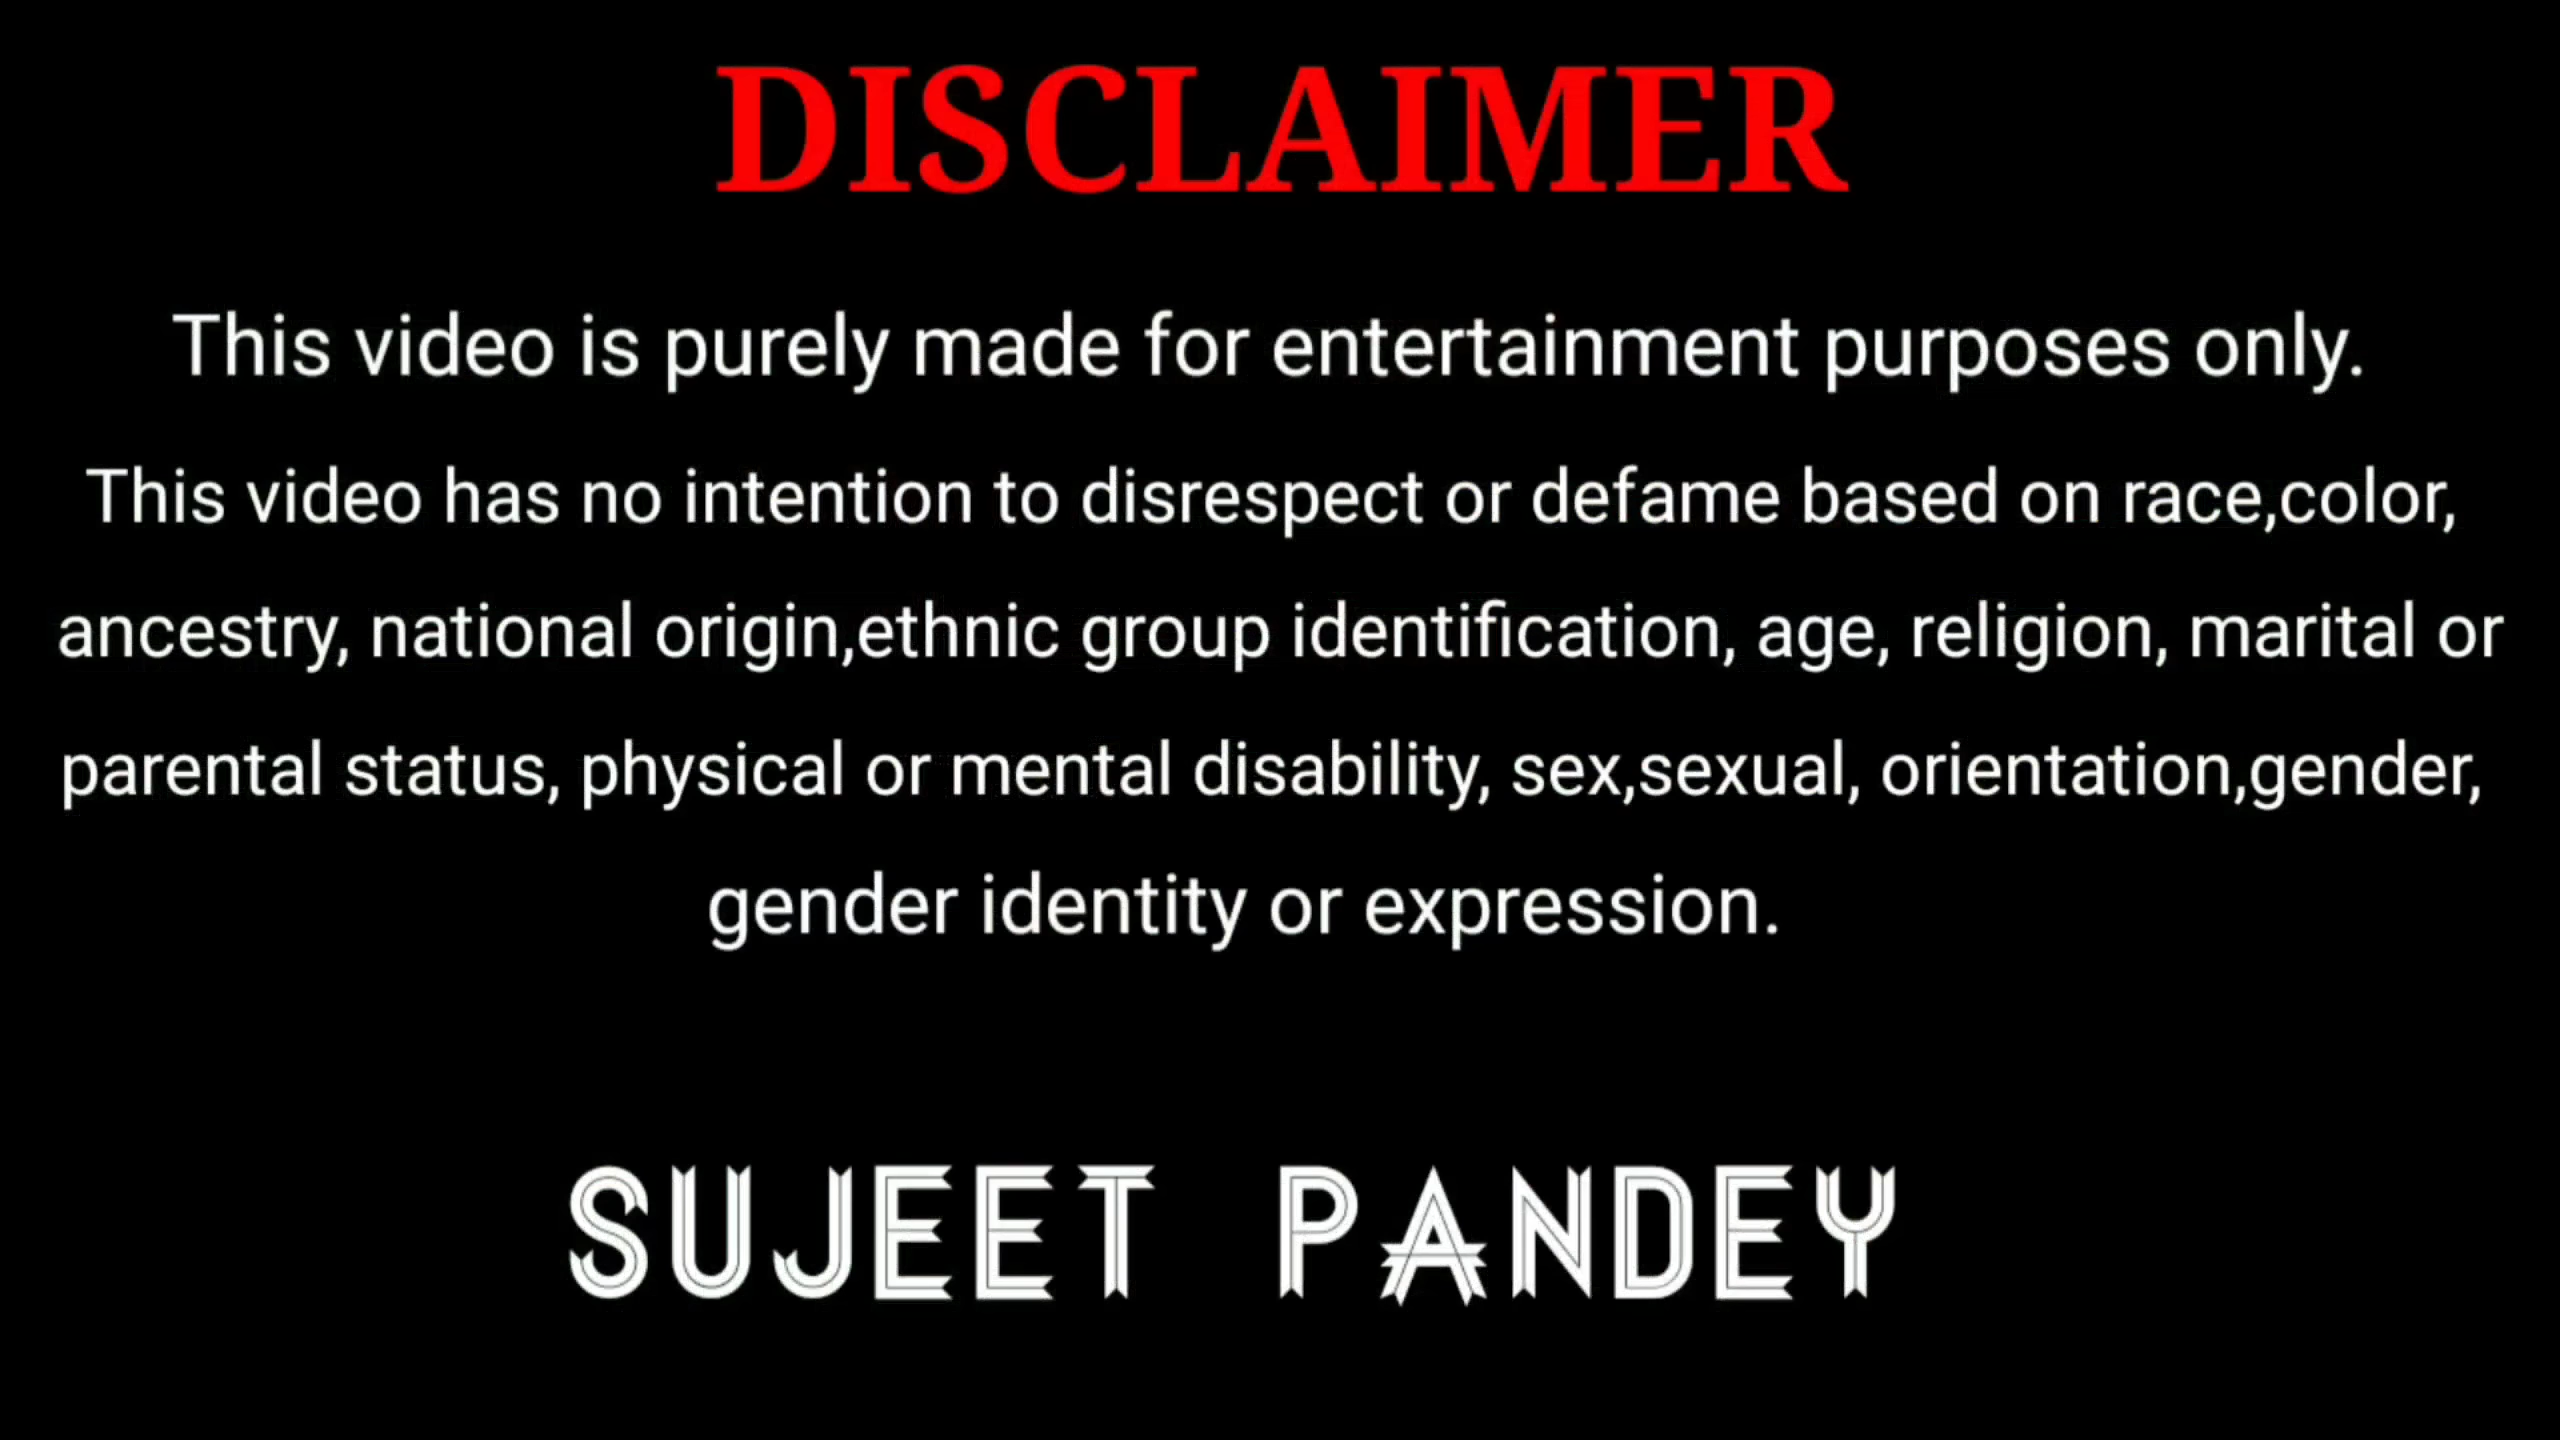 DISCLAIMER
This video is purely made for entertainment purposes only.
This video has no intention to disrespect or defame based on race,color,
ancestry, national origin,ethnic group identification, age, religion, marital or
parental status, physical or mental disability, sex,sexual, orientation,gender,
gender identity or expression.
SUJEET PANDEY